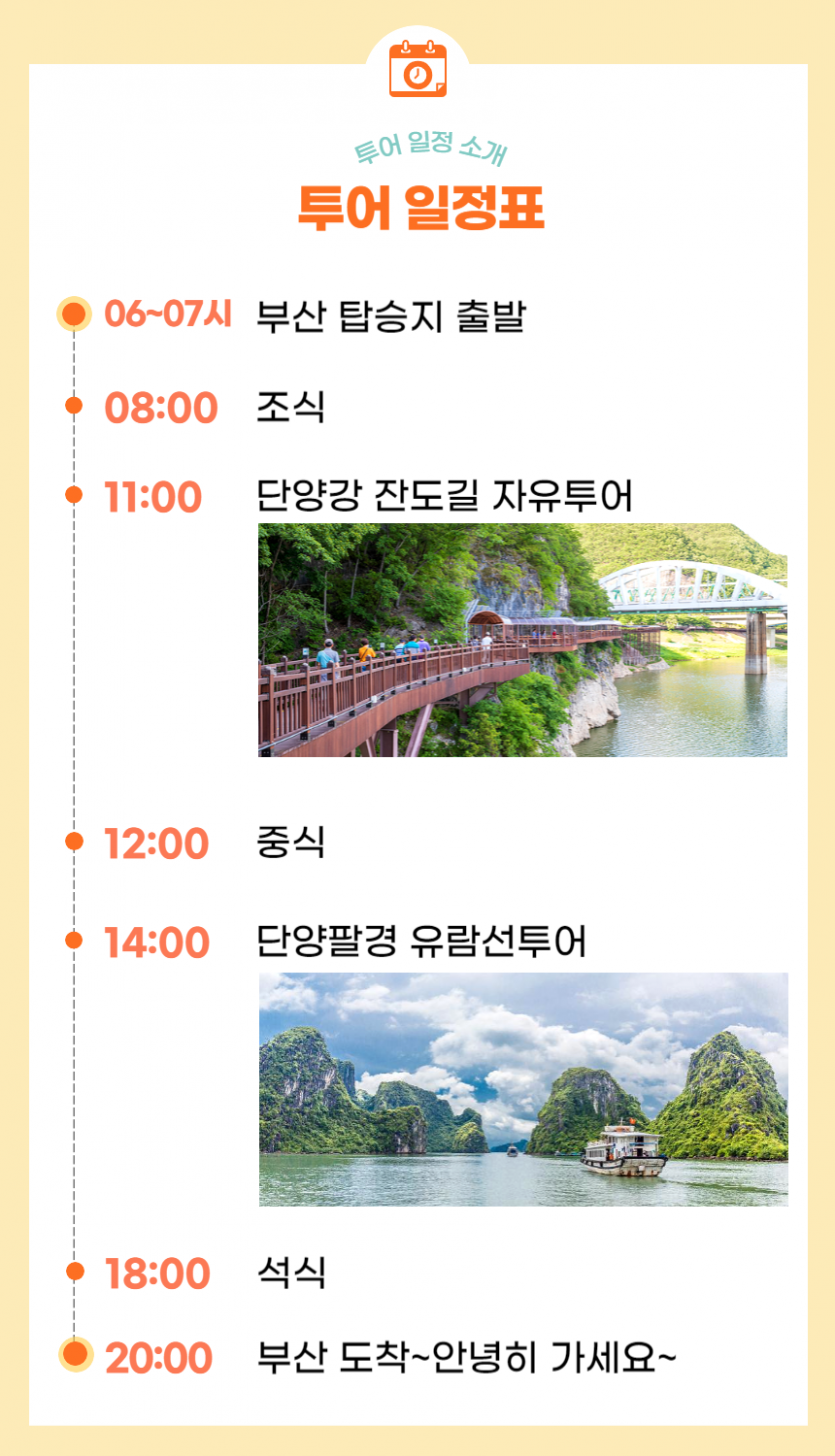 투어 일정 소개
투어 일정표
06~07시 부산 탑승지 출발
08:00 조식
11:00 단양강 잔도길 자유투어
12:00 중식
14:00 단양팔경 유람선투어
18:00 석식
20:00 부산 도착~안녕히 가세요~